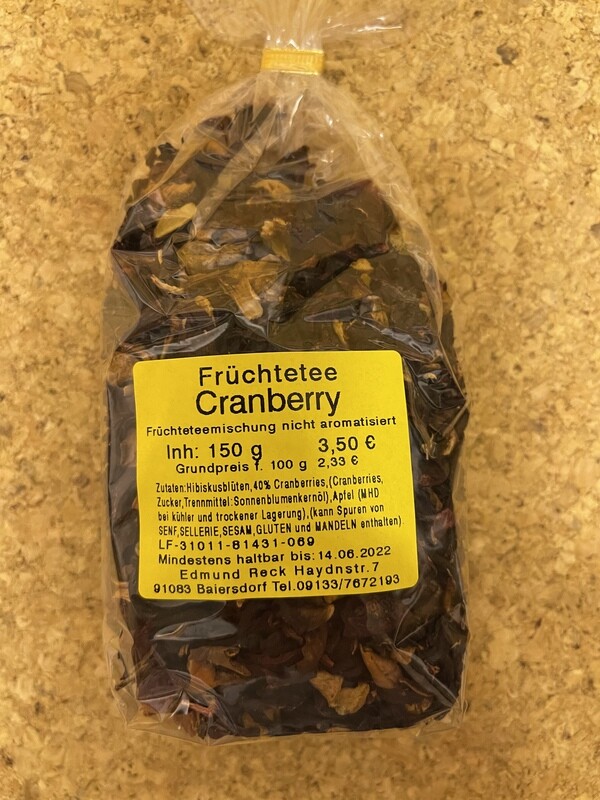 Früchtetee
Cranberry
Früchteteemischung nicht aromatisiert
Inh: 150 g 3,50 €
Grundpreis f. 100 g 2,33 €
Zutaten:Hibiskusblüten,40% Cranberries,(Cranberries,
Zucker,Trennmittel:Sonnenblumenkernöl),Apfel (MHD
bei kühler und trockener Lagerung),(kann Spuren von
SENF,SELLERIE,SESAM,GLUTEN und MANDELN enthalten)
LF-31011-81431-069
Mindestens haltbar bis:14.06.2022
Edmund Reck Haydnstr.7
91083 Baiersdorf Tel.09133/7672193